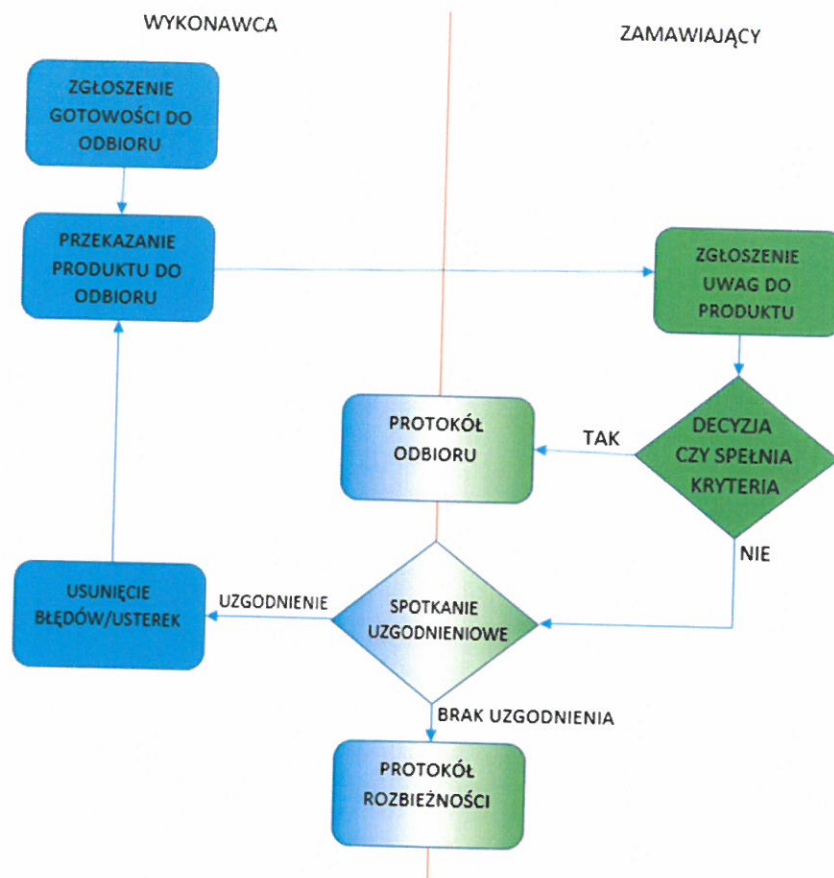 WYKONAWCA
ZAMAWIAJĄCY
ZGŁOSZENIE
GOTOWOŚCI DO
ODBIORU
PRZEKAZANIE
PRODUKTU DO
ODBIORU
ZGŁOSZENIE
UWAG DO
PRODUKTU
DECYZJA
CZY SPEŁNIA
KRYTERIA
TAK
PROTOKÓŁ
ODBIORU
NIE
SPOTKANIE
UZGODNIENIOWE
UZGODNIENIE
USUNIĘCIE
BŁĘDÓW/USTEREK
BRAK UZGODNIENIA
PROTOKÓŁ
ROZBIEŻNOŚCI